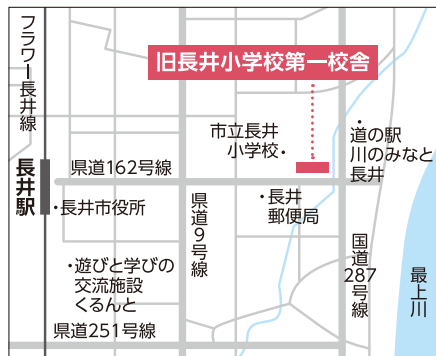 フラワー長井線
旧長井小学校第一校舎
市立長井
小学校
道の駅
川のみなと
長井
県道162号線
長井駅
長井市役所
県道9号線
長井
郵便局
遊びと学びの
交流施設
くるんと
国道
287
号線
最上川
県道251号線